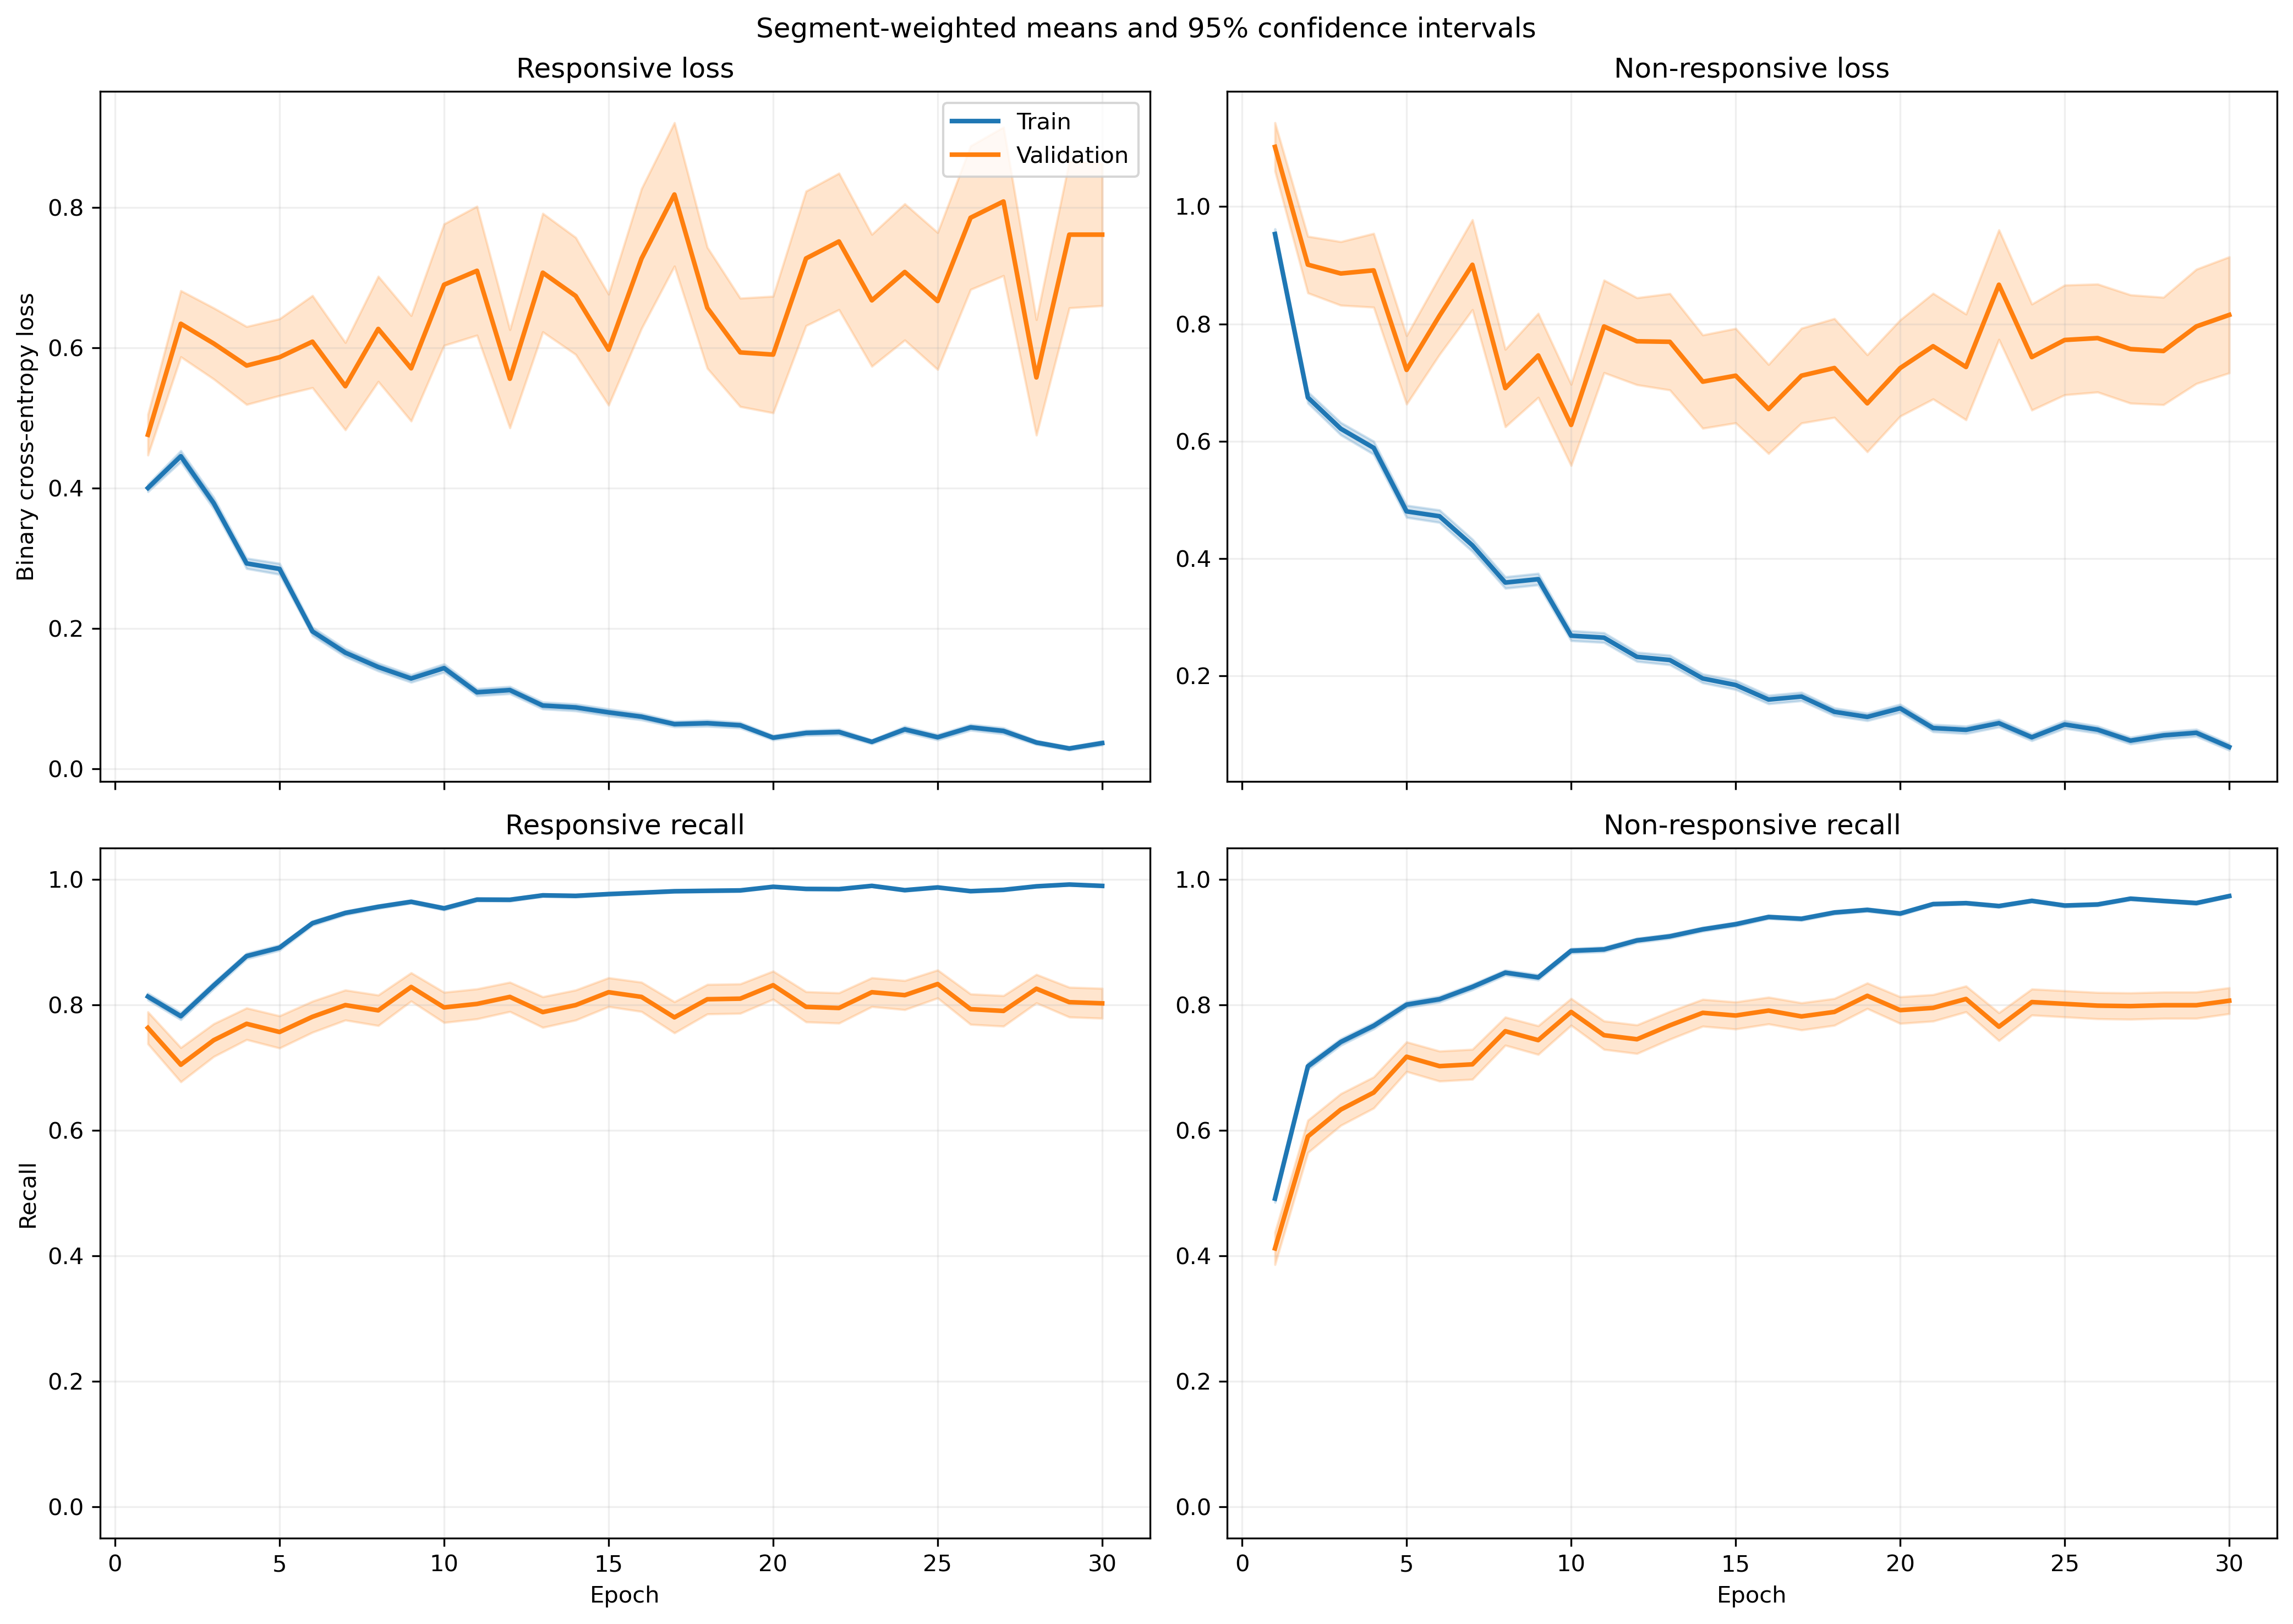 Segment-weighted means and 95% confidence intervals
Responsive loss
Non-responsive loss
Train
Validation
Binary cross-entropy loss
0.8
0.6
0.4
0.2
0.0
1.0
0.8
0.6
0.4
0.2
Responsive recall
Non-responsive recall
Recall
1.0
0.8
0.6
0.4
0.2
0.0
0 5 10 15 20 25 30
Epoch
1.0
0.8
0.6
0.4
0.2
0.0
0 5 10 15 20 25 30
Epoch